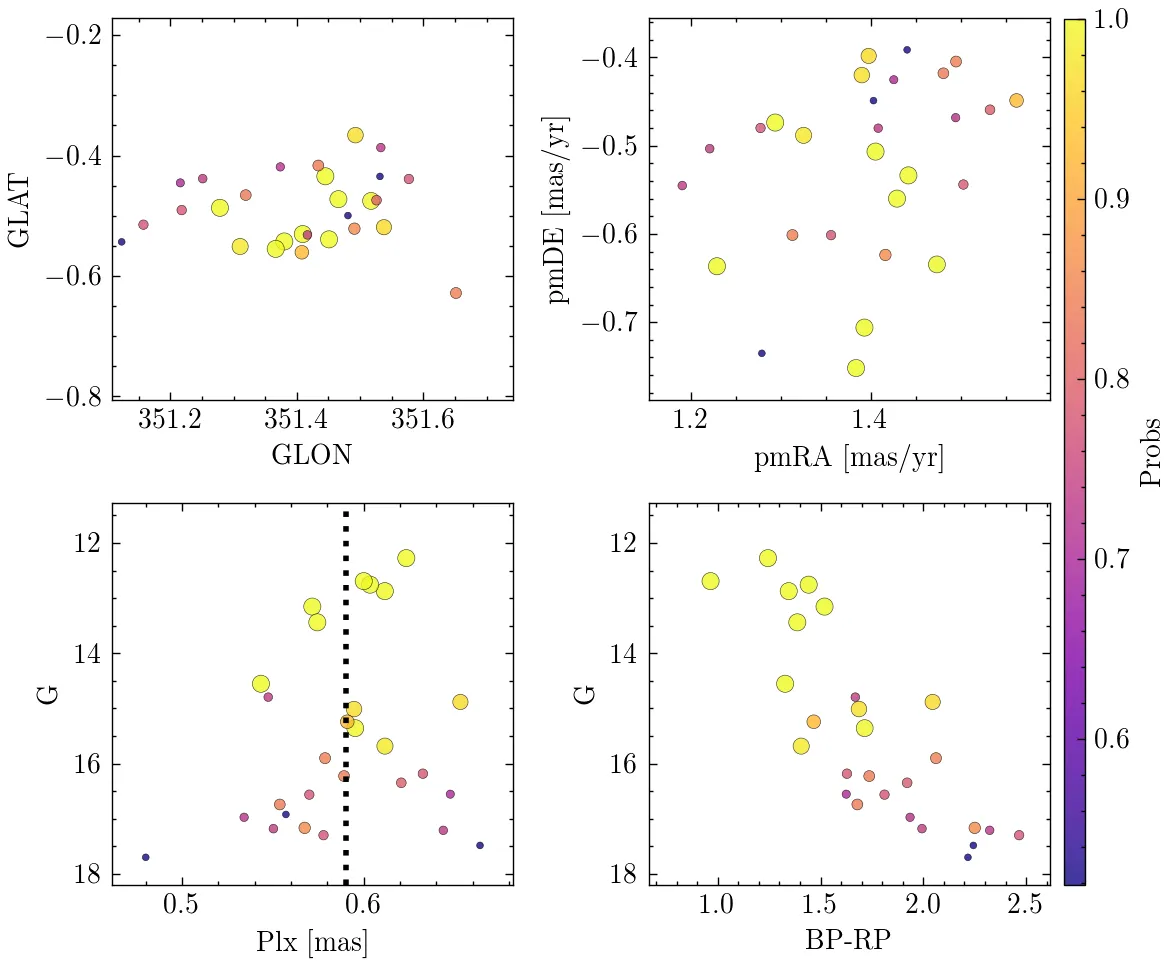 −0.2
−0.4
−0.6
−0.8
GLAT
351.2 351.4 351.6
GLON
−0.4
−0.5
−0.6
−0.7
pmDE [mas/yr]
1.2 1.4
pmRA [mas/yr]
12
14
16
18
G
0.5 0.6
Plx [mas]
12
14
16
18
G
1.0 1.5 2.0 2.5
BP-RP
1.0
0.9
0.8
0.7
0.6
Probs